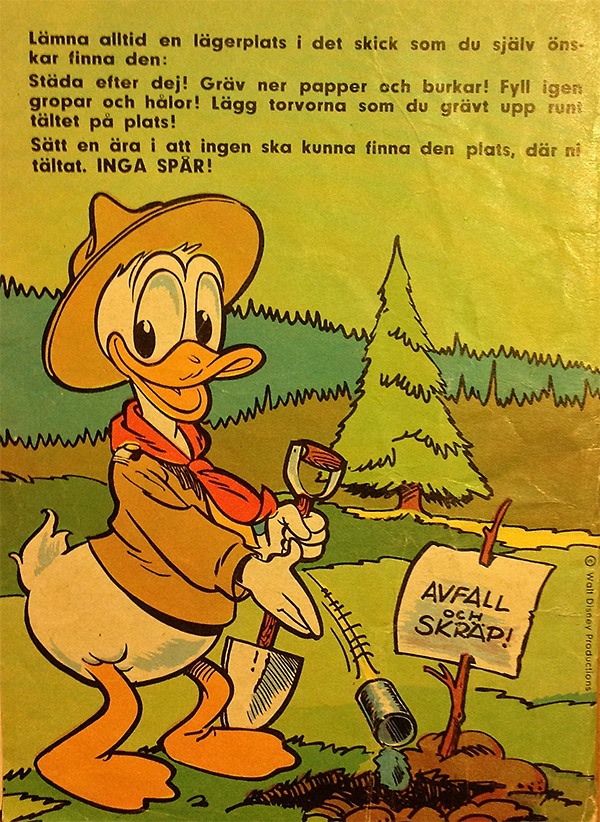 Lämna alltid en lägerplats i det skick som du själv öns-
kar finna den:
Städa efter dej! Gräv ner papper och burkar! Fyll igen
gropar och hålor! Lägg torvorna som du grävt upp runt
tältet på plats!
Sätt en ära i att ingen ska kunna finna den plats, där ni
tältat. INGA SPÅR!
AVFALL
OCH
SKRÄP!
© Walt Disney Productions